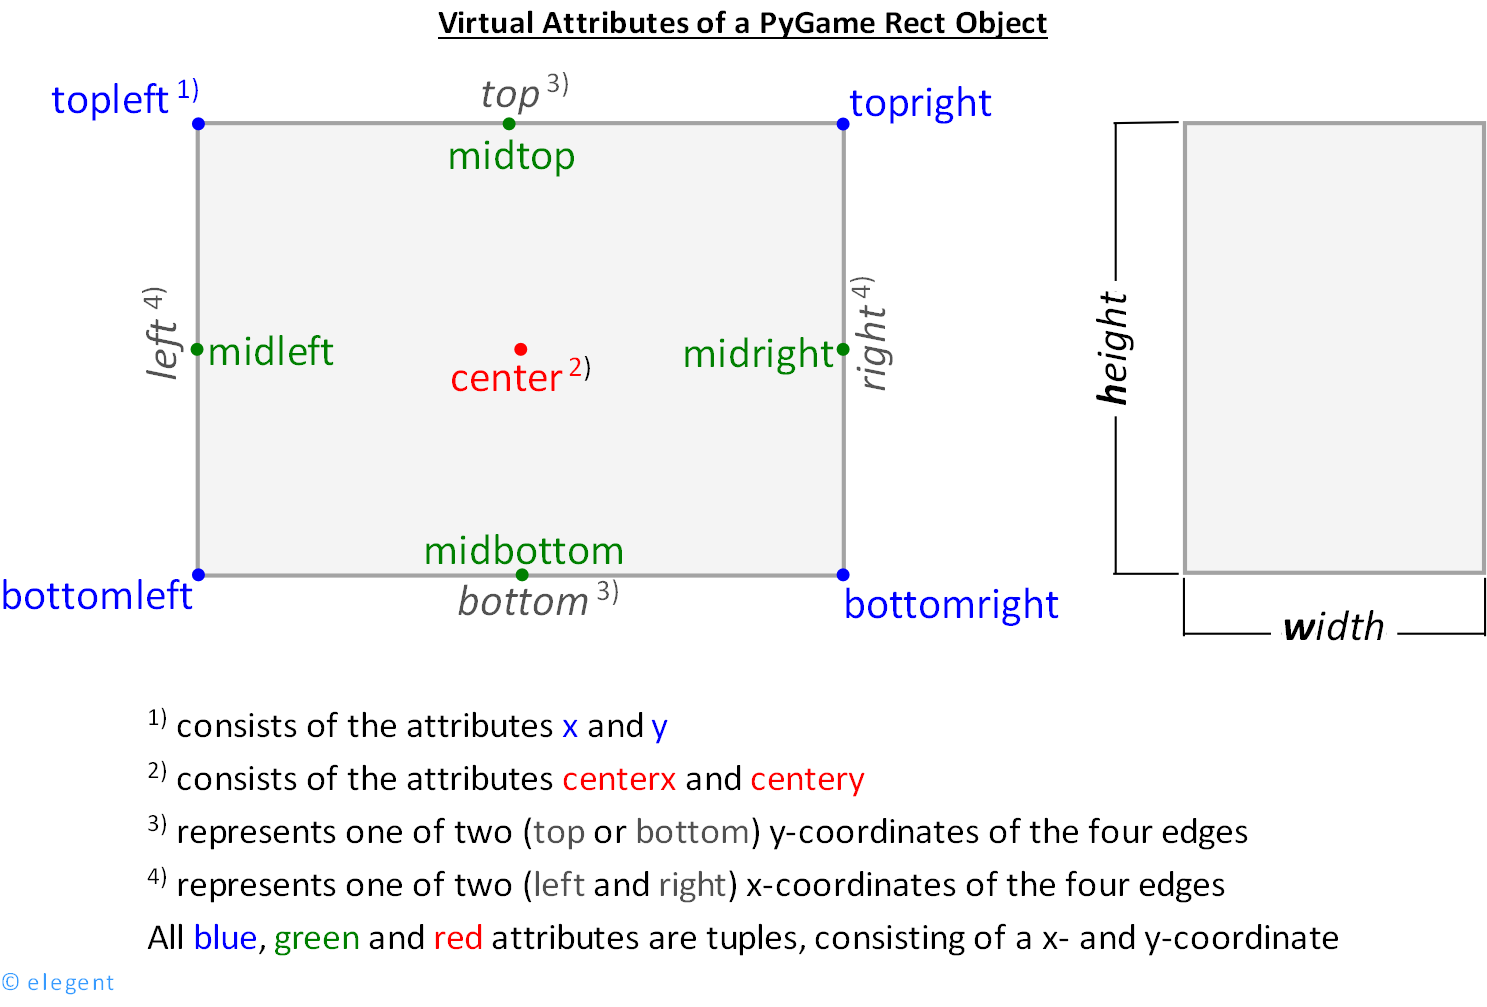 Virtual Attributes of a PyGame Rect Object
topleft 1)
top 3)
topright
midtop
left 4)
midleft
center 2)
midright
right 4)
height
midbottom
bottomleft
bottom 3)
bottomright
width
1) consists of the attributes x and y
2) consists of the attributes centerx and centery
3) represents one of two (top or bottom) y-coordinates of the four edges
4) represents one of two (left and right) x-coordinates of the four edges
All blue, green and red attributes are tuples, consisting of a x- and y-coordinate
© elegent